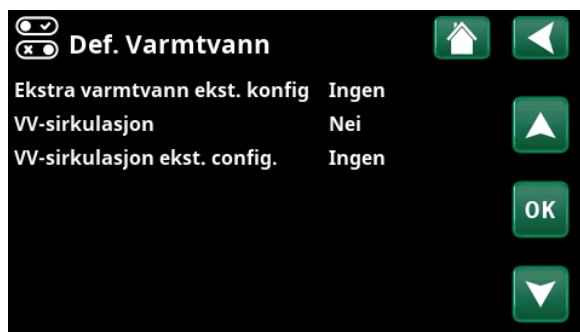 Def. Varmtvann
Ekstra varmtvann ekst. konfig Ingen
VV-sirkulasjon Nei
VV-sirkulasjon ekst. config. Ingen
OK